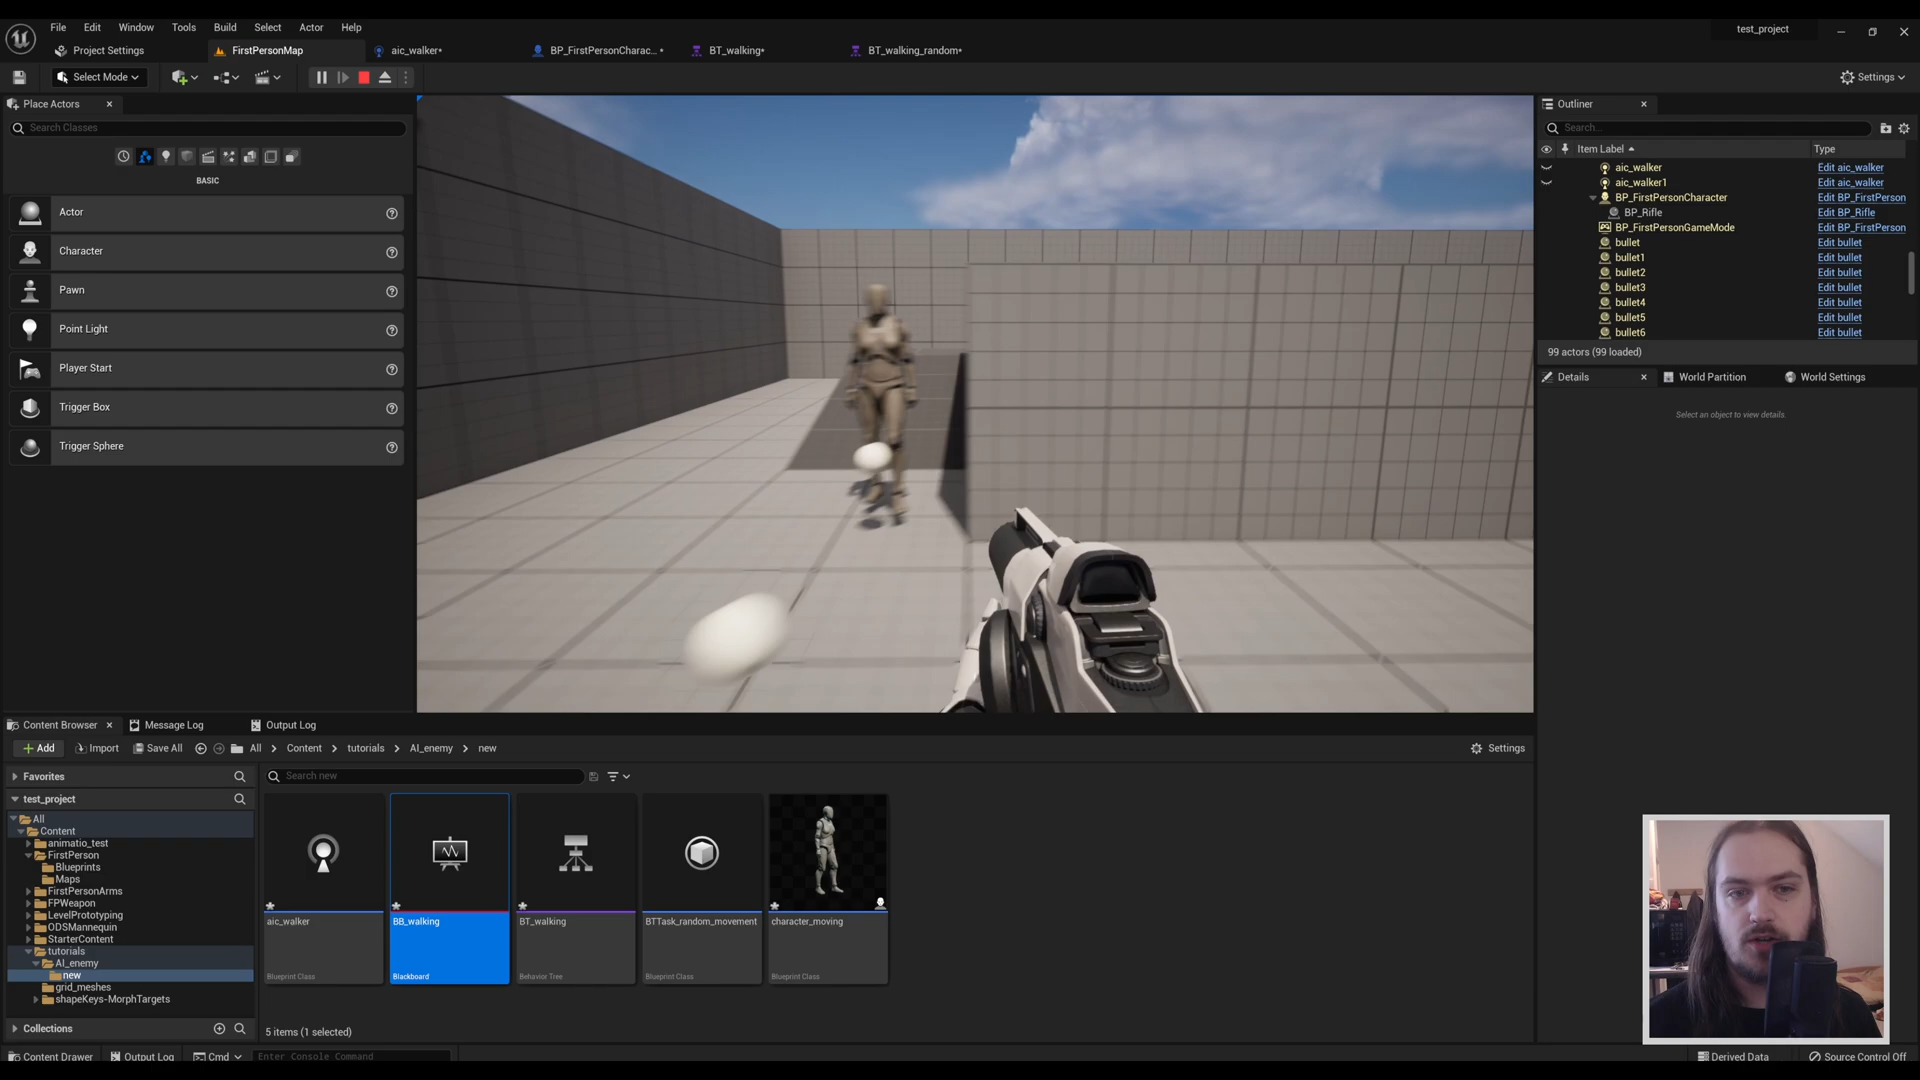 File Edit Window Tools Build Select Actor Help
test_project
Project Settings FirstPersonMap aic_walker* BP_FirstPersonCharac... * BT_walking* BT_walking_random*
Select Mode
Settings
Place Actors
Search Classes
BASIC
Actor
Character
Pawn
Point Light
Player Start
Trigger Box
Trigger Sphere
Outliner
Search...
Item Label Type
aic_walker Edit aic_walker
aic_walker1 Edit aic_walker
BP_FirstPersonCharacter Edit BP_FirstPerson
BP_Rifle Edit BP_Rifle
BP_FirstPersonGameMode Edit BP_FirstPerson
bullet Edit bullet
bullet1 Edit bullet
bullet2 Edit bullet
bullet3 Edit bullet
bullet4 Edit bullet
bullet5 Edit bullet
bullet6 Edit bullet
99 actors (99 loaded)
Details World Partition World Settings
Select an object to view details.
Content Browser Message Log Output Log
Add Import Save All All Content tutorials AI_enemy new Settings
Favorites
Search new
test_project
All
Content
animatio_test
FirstPerson
Blueprints
Maps
FirstPersonArms
FPWeapon
LevelPrototyping
ODSMannequin
StarterContent
tutorials
AI_enemy
new
grid_meshes
shapeKeys-MorphTargets
Collections
aic_walker
Blueprint Class
BB_walking
Blackboard
BT_walking
Behavior Tree
BTTask_random_movement
Blueprint Class
character_moving
Blueprint Class
5 items (1 selected)
Content Drawer Output Log Cmd Enter Console Command Derived Data Source Control Off